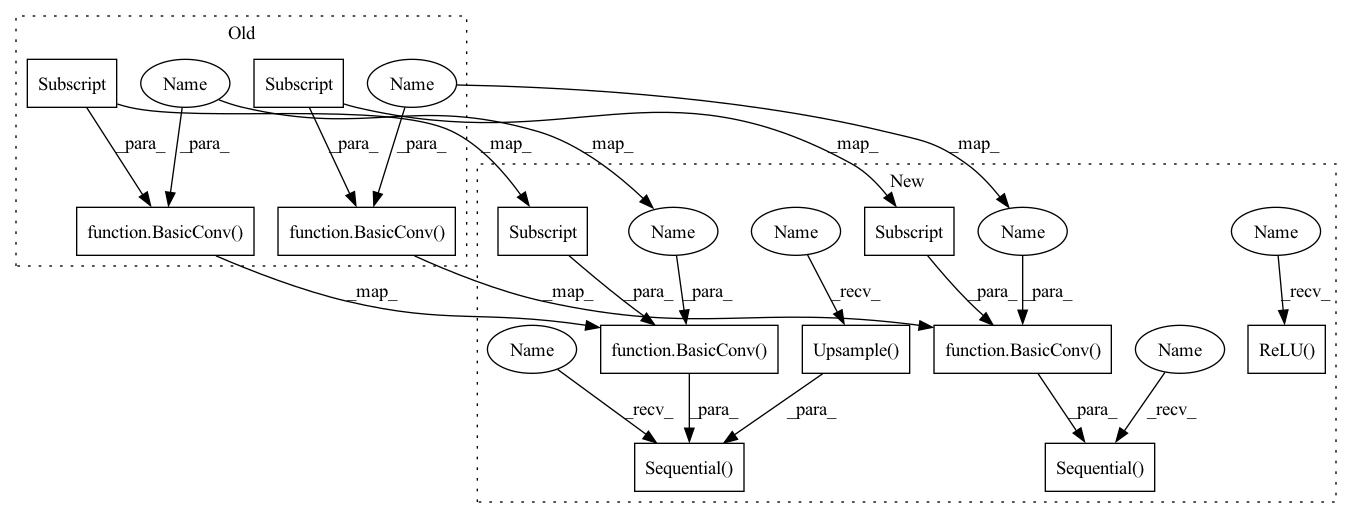 Old
Subscript
Name
Subscript
Name
_para_
_para_
_para_
_para_
_map_
_map_
_map_
_map_
New
function.BasicConv()
function.BasicConv()
Subscript
Name
Name
Subscript
Name
Name
_map_
_map_
_para_
_para_
_recv_
_para_
_para_
_recv_
Name
function.BasicConv()
Upsample()
function.BasicConv()
Name
ReLU()
_recv_
_para_
_para_
_para_
_recv_
Sequential()
Sequential()